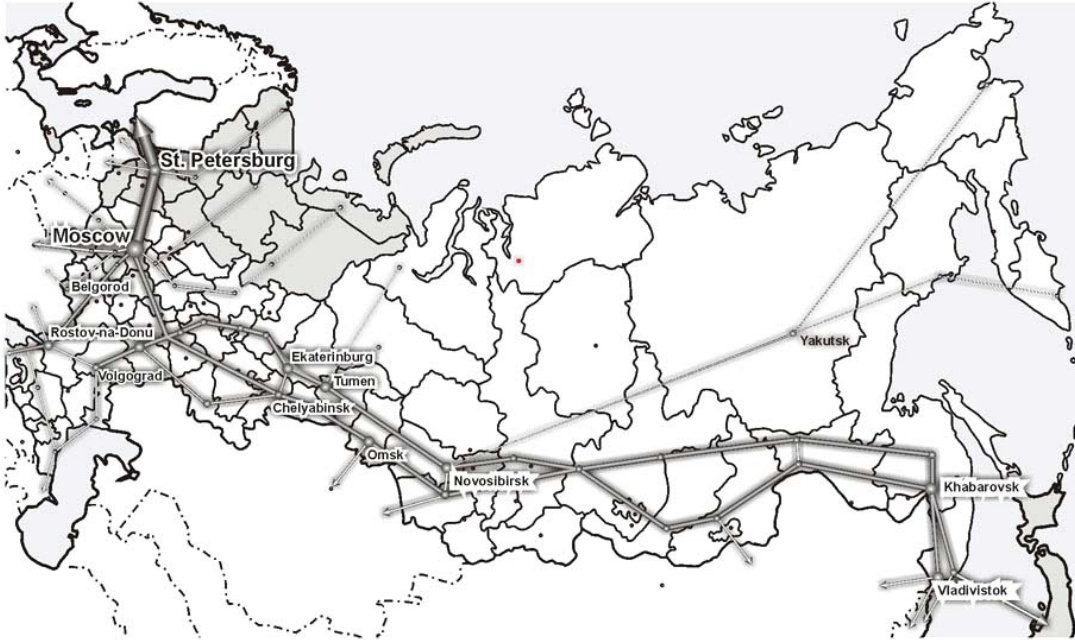 St. Petersburg
Moscow
Belgorod
Rostov-na-Donu
Yakutsk
Ekaterinburg
Volgograd
Tumen
Chelyabinsk
Omsk
Novosibirsk
Khabarovsk
Vladivistok